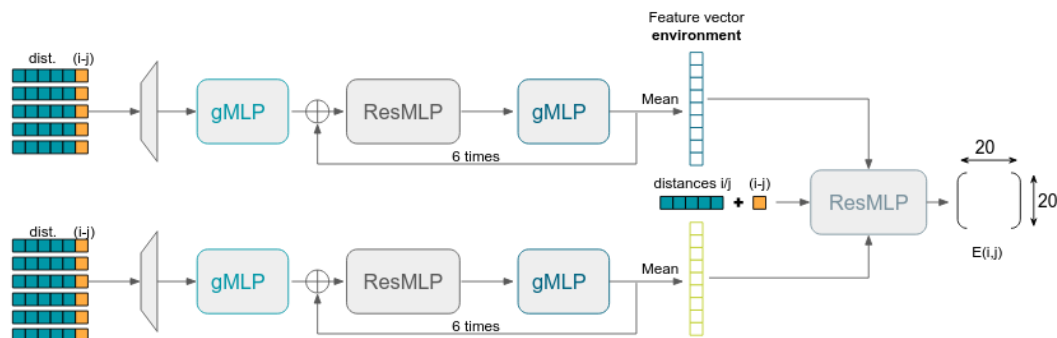 Feature vector
environment
dist. (i-j)
gMLP
ResMLP
gMLP
Mean
6 times
distances i/j
+ (i-j)
ResMLP
20
20
E(i,j)
dist. (i-j)
gMLP
ResMLP
gMLP
Mean
6 times